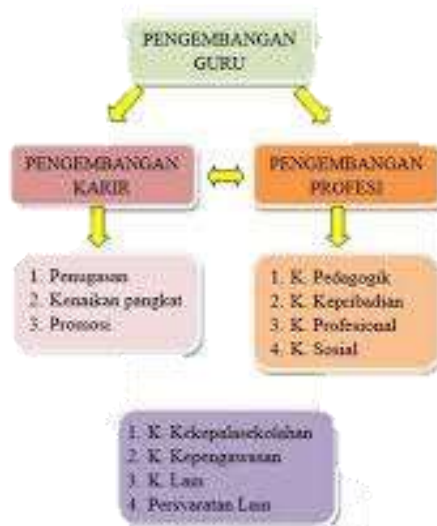 PENGEMBANGAN
GURU
PENGEMBANGAN
KARIR
PENGEMBANGAN
PROFESI
1. Penugasan
2. Kenaikan pangkat
3. Promosi
1. K. Pedagogik
2. K. Kepribadian
3. K. Profesional
4. K. Sosial
1. K. Kekepalasekolahan
2. K. Kepengawasan
3. K. Lain
4. Persyaratan Lain